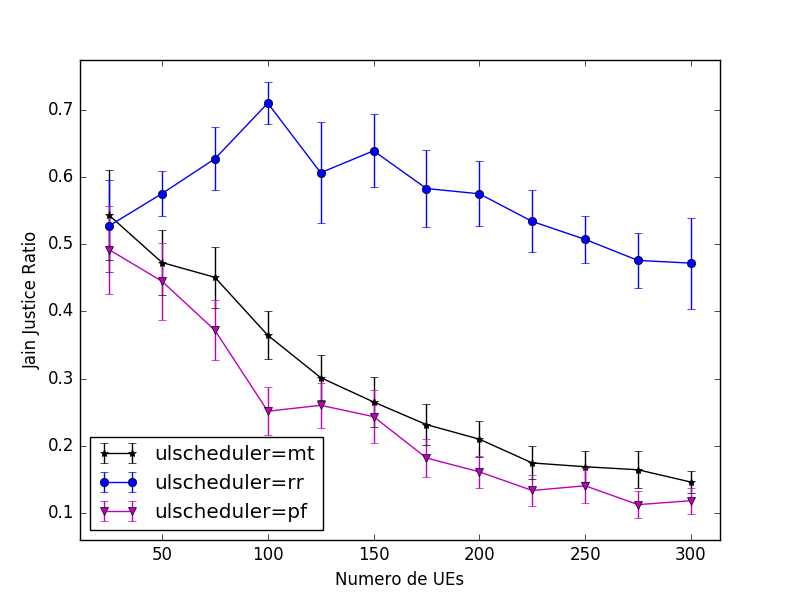 0.7
0.6
0.5
0.4
0.3
0.2
0.1
Jain Justice Ratio
ulscheduler=mt
ulscheduler=rr
ulscheduler=pf
50 100 150 200 250 300
Numero de UEs